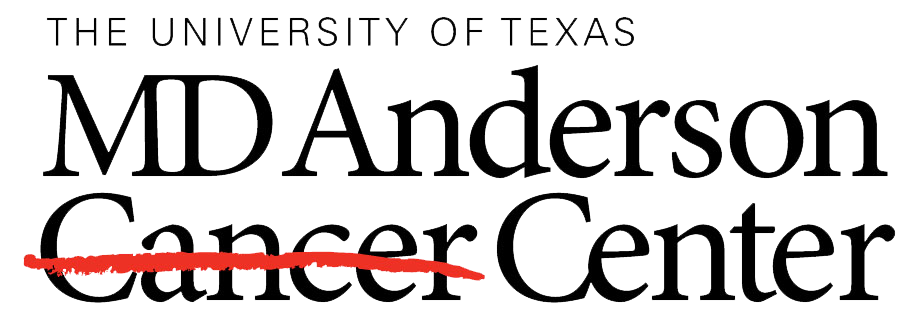 THE UNIVERSITY OF TEXAS
MD Anderson
Cancer Center